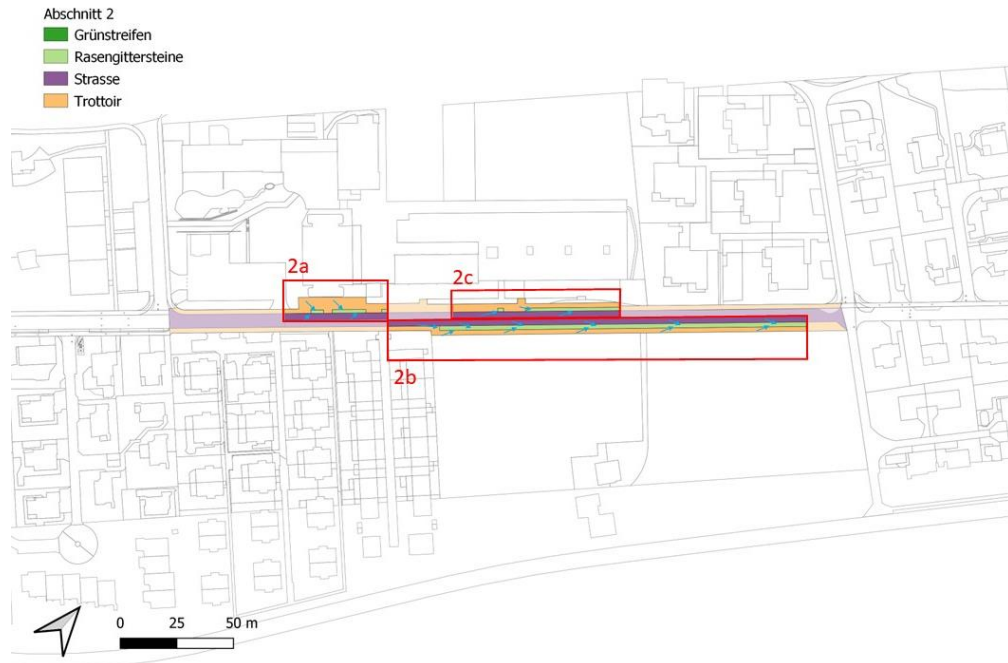 Abschnitt 2
Grünstreifen
Rasengittersteine
Strasse
Trottoir
2a
2c
2b
0 25 50 m